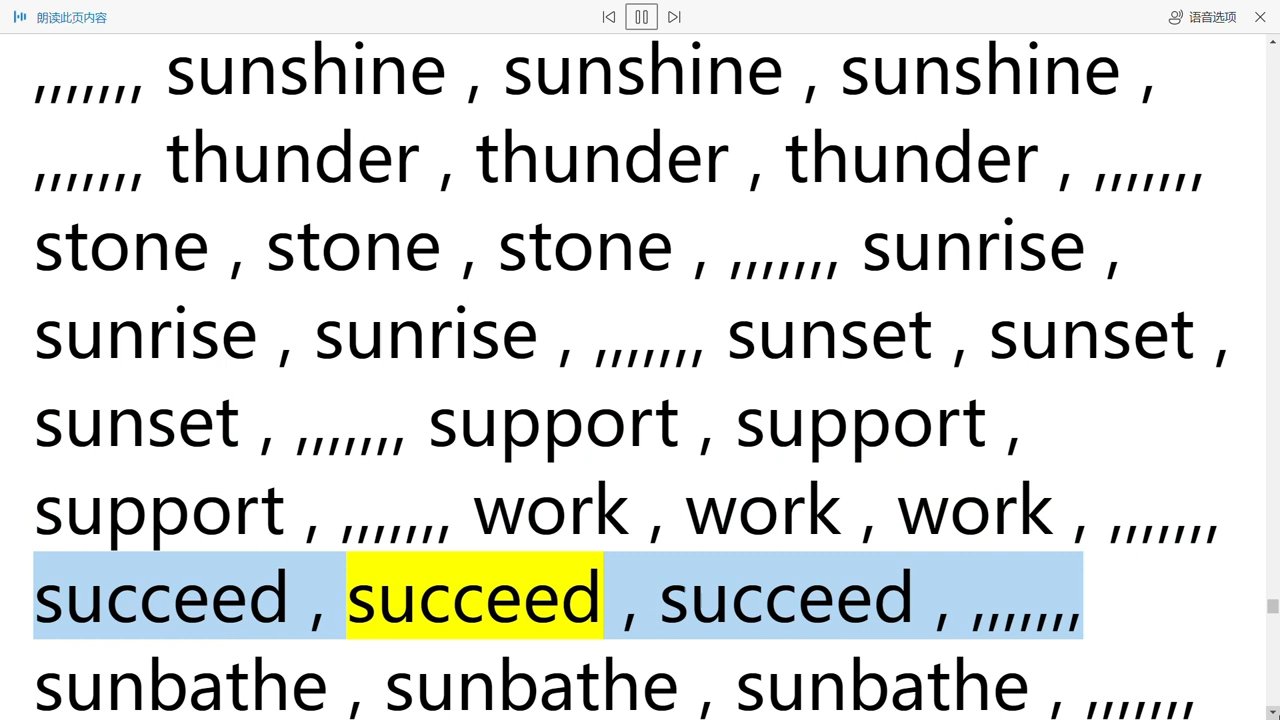 朗读此页内容 语音选项
,,,,,,, sunshine , sunshine , sunshine ,
,,,,,,, thunder , thunder , thunder , ,,,,,,,
stone , stone , stone , ,,,,,,, sunrise ,
sunrise , sunrise , ,,,,,,, sunset , sunset ,
sunset , ,,,,,,, support , support ,
support , ,,,,,,, work , work , work , ,,,,,,,
succeed , succeed , succeed , ,,,,,,,
sunbathe , sunbathe , sunbathe , ,,,,,,,